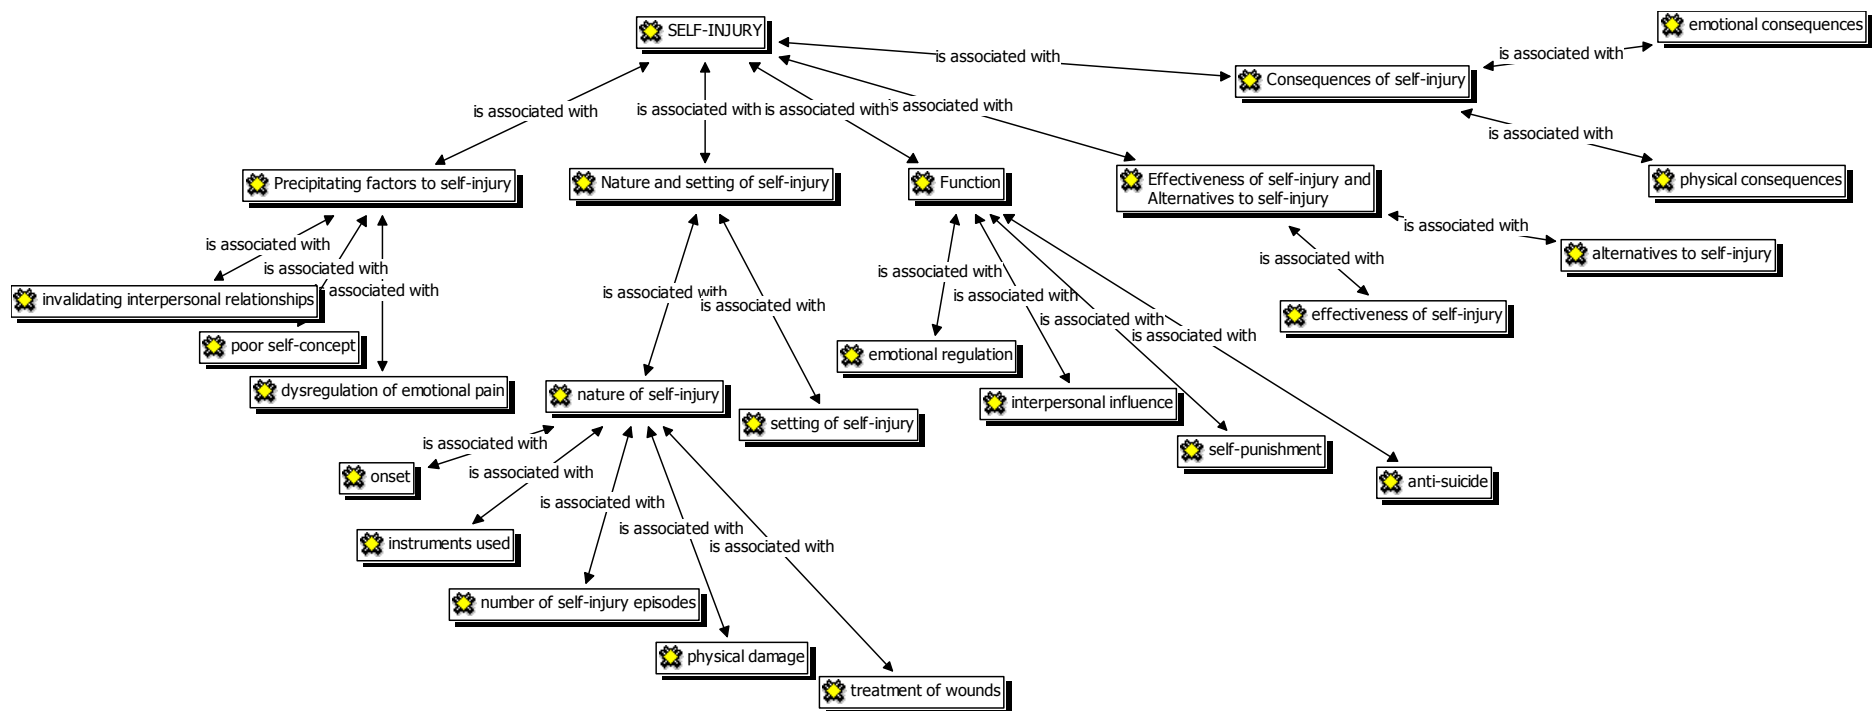 SELF-INJURY
emotional consequences
is associated with
is associated with
Consequences of self-injury
is associated with
is associated with
is associated with
is associated with
is associated with
Precipitating factors to self-injury
Nature and setting of self-injury
Function
Effectiveness of self-injury and
Alternatives to self-injury
physical consequences
is associated with
is associated with
associated with
is associated with
is associated with
is associated with
is associated with
is associated with
is associated with
is associated with
is associated with
alternatives to self-injury
invalidating interpersonal relationships
effectiveness of self-injury
poor self-concept
emotional regulation
dysregulation of emotional pain
nature of self-injury
interpersonal influence
setting of self-injury
self-punishment
anti-suicide
is associated with
is associated with
is associated with
is associated with
is associated with
onset
instruments used
number of self-injury episodes
physical damage
treatment of wounds